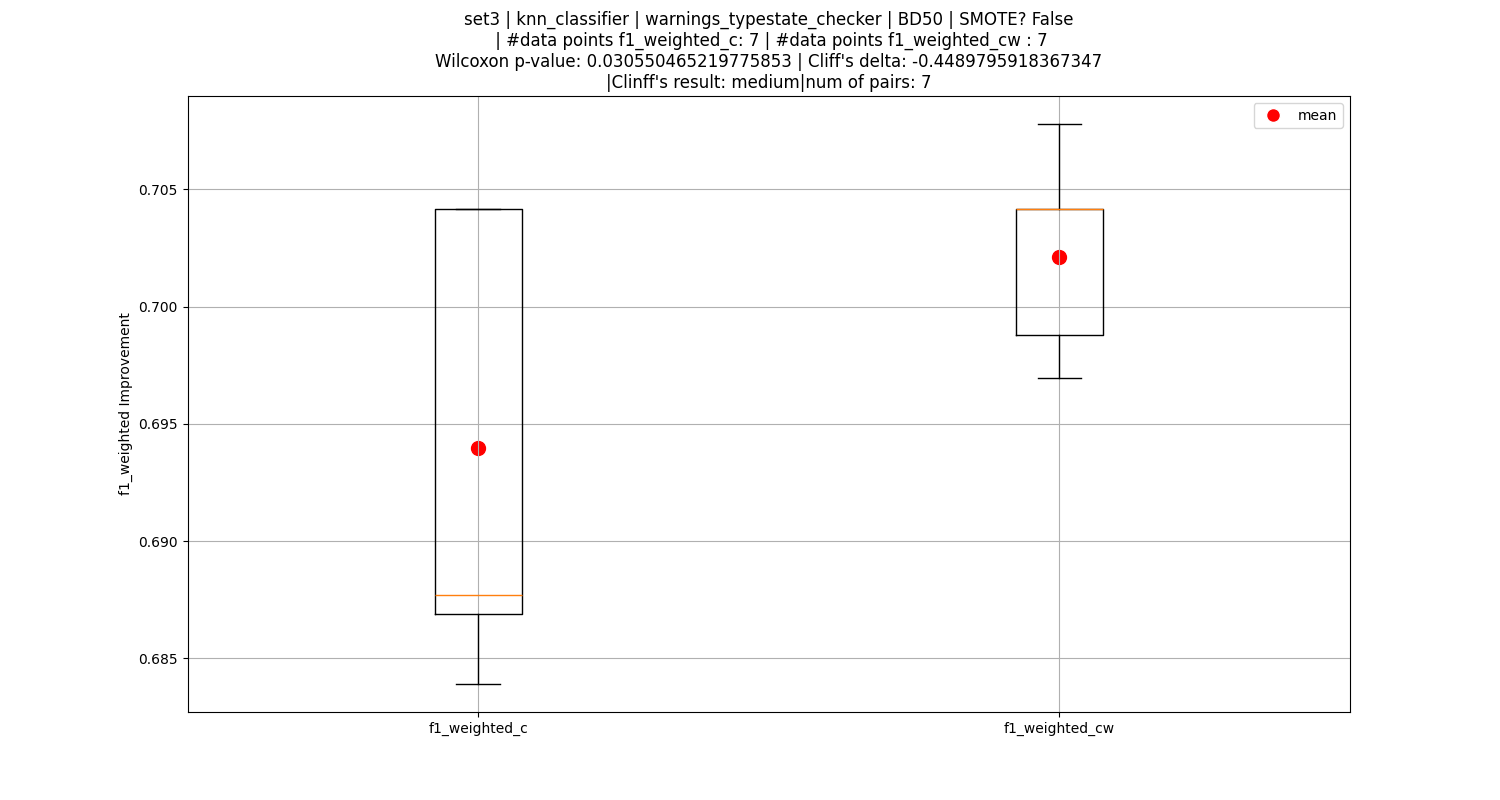 set3 | knn_classifier | warnings_typestate_checker | BD50 | SMOTE? False
| #data points f1_weighted_c: 7 | #data points f1_weighted_cw : 7
Wilcoxon p-value: 0.030550465219775853 | Cliff's delta: -0.4489795918367347
|Clinff's result: medium|num of pairs: 7
mean
0.705
0.700
0.695
0.690
0.685
f1_weighted Improvement
f1_weighted_c
f1_weighted_cw